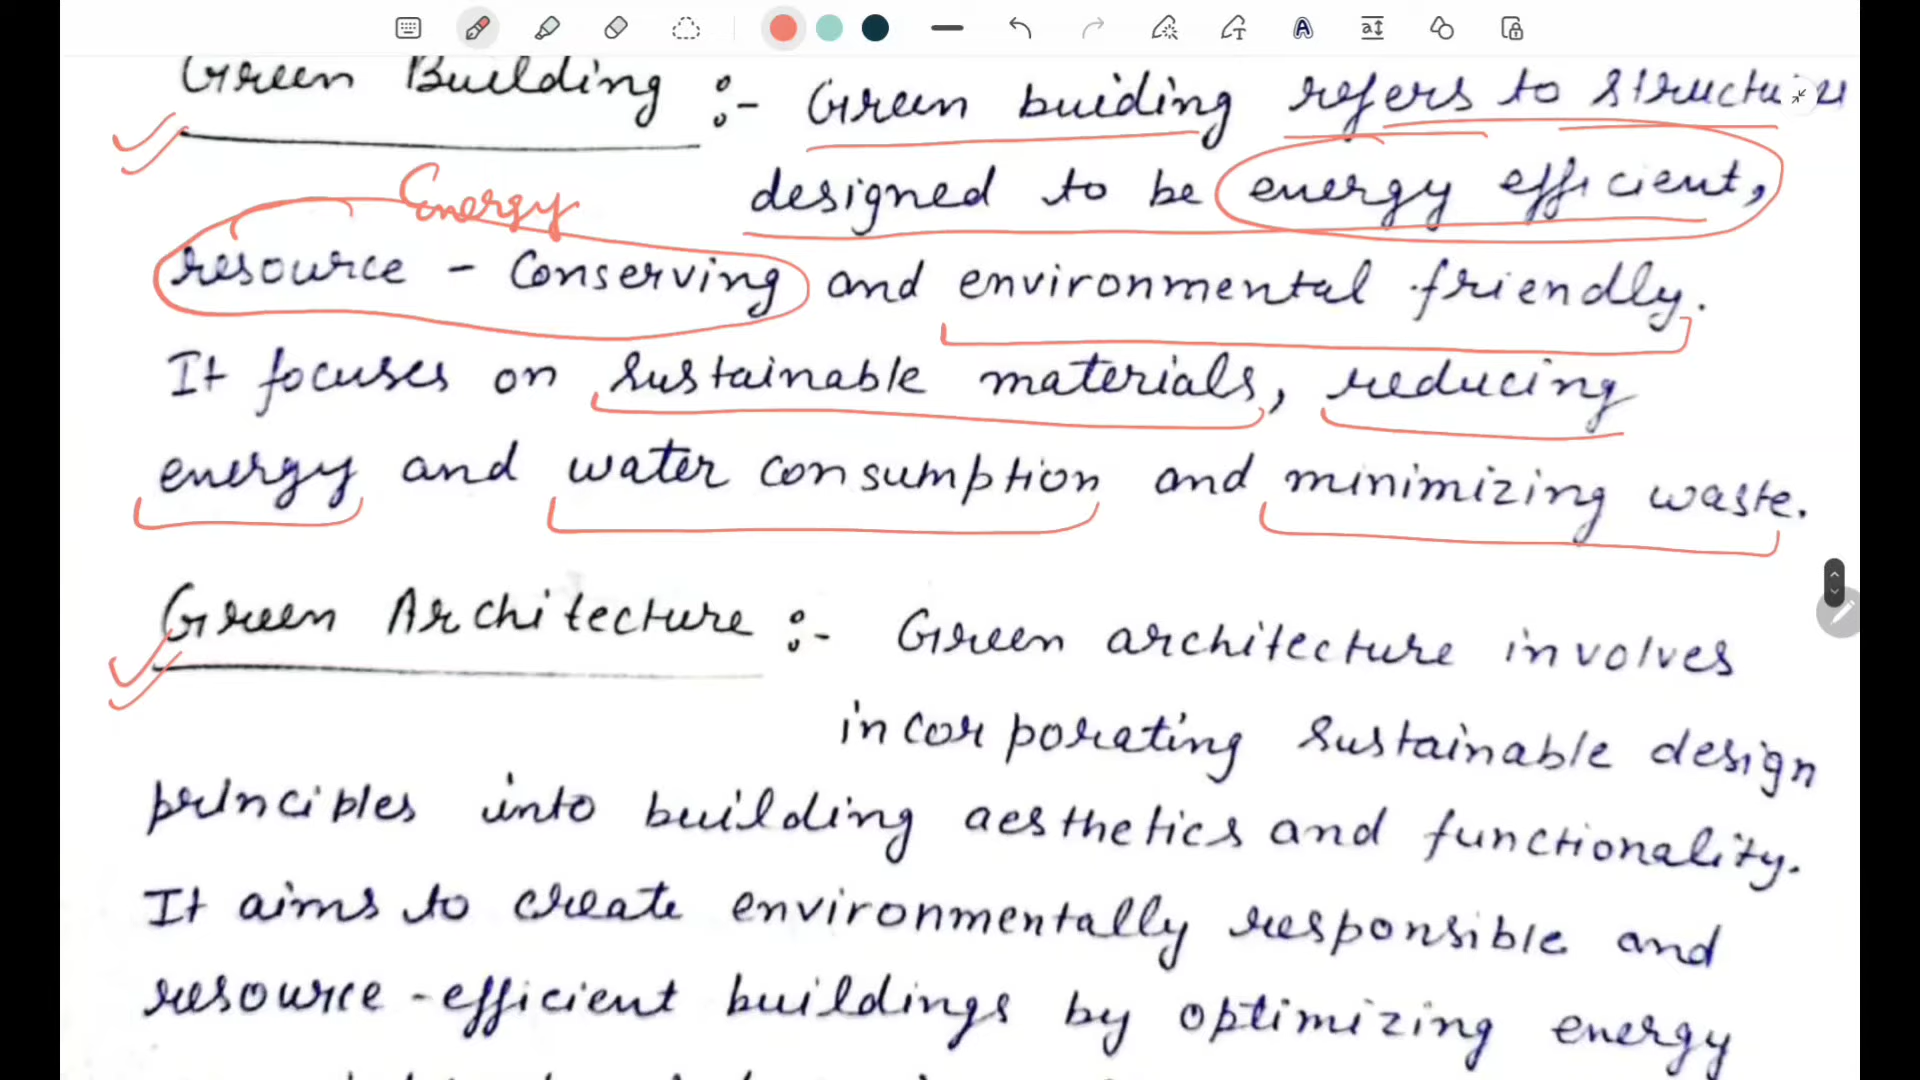 Green Building :- Green buiding refers to structures
designed to be energy efficient,
Energy
resource - conserving and environmental friendly.
It focuses on sustainable materials, reducing
energy and water consumption and minimizing waste.
Green Architecture :- Green architecture involves
incorporating sustainable design
principles into building aesthetics and functionality.
It aims to create environmentally responsible and
resource-efficient buildings by optimizing energy